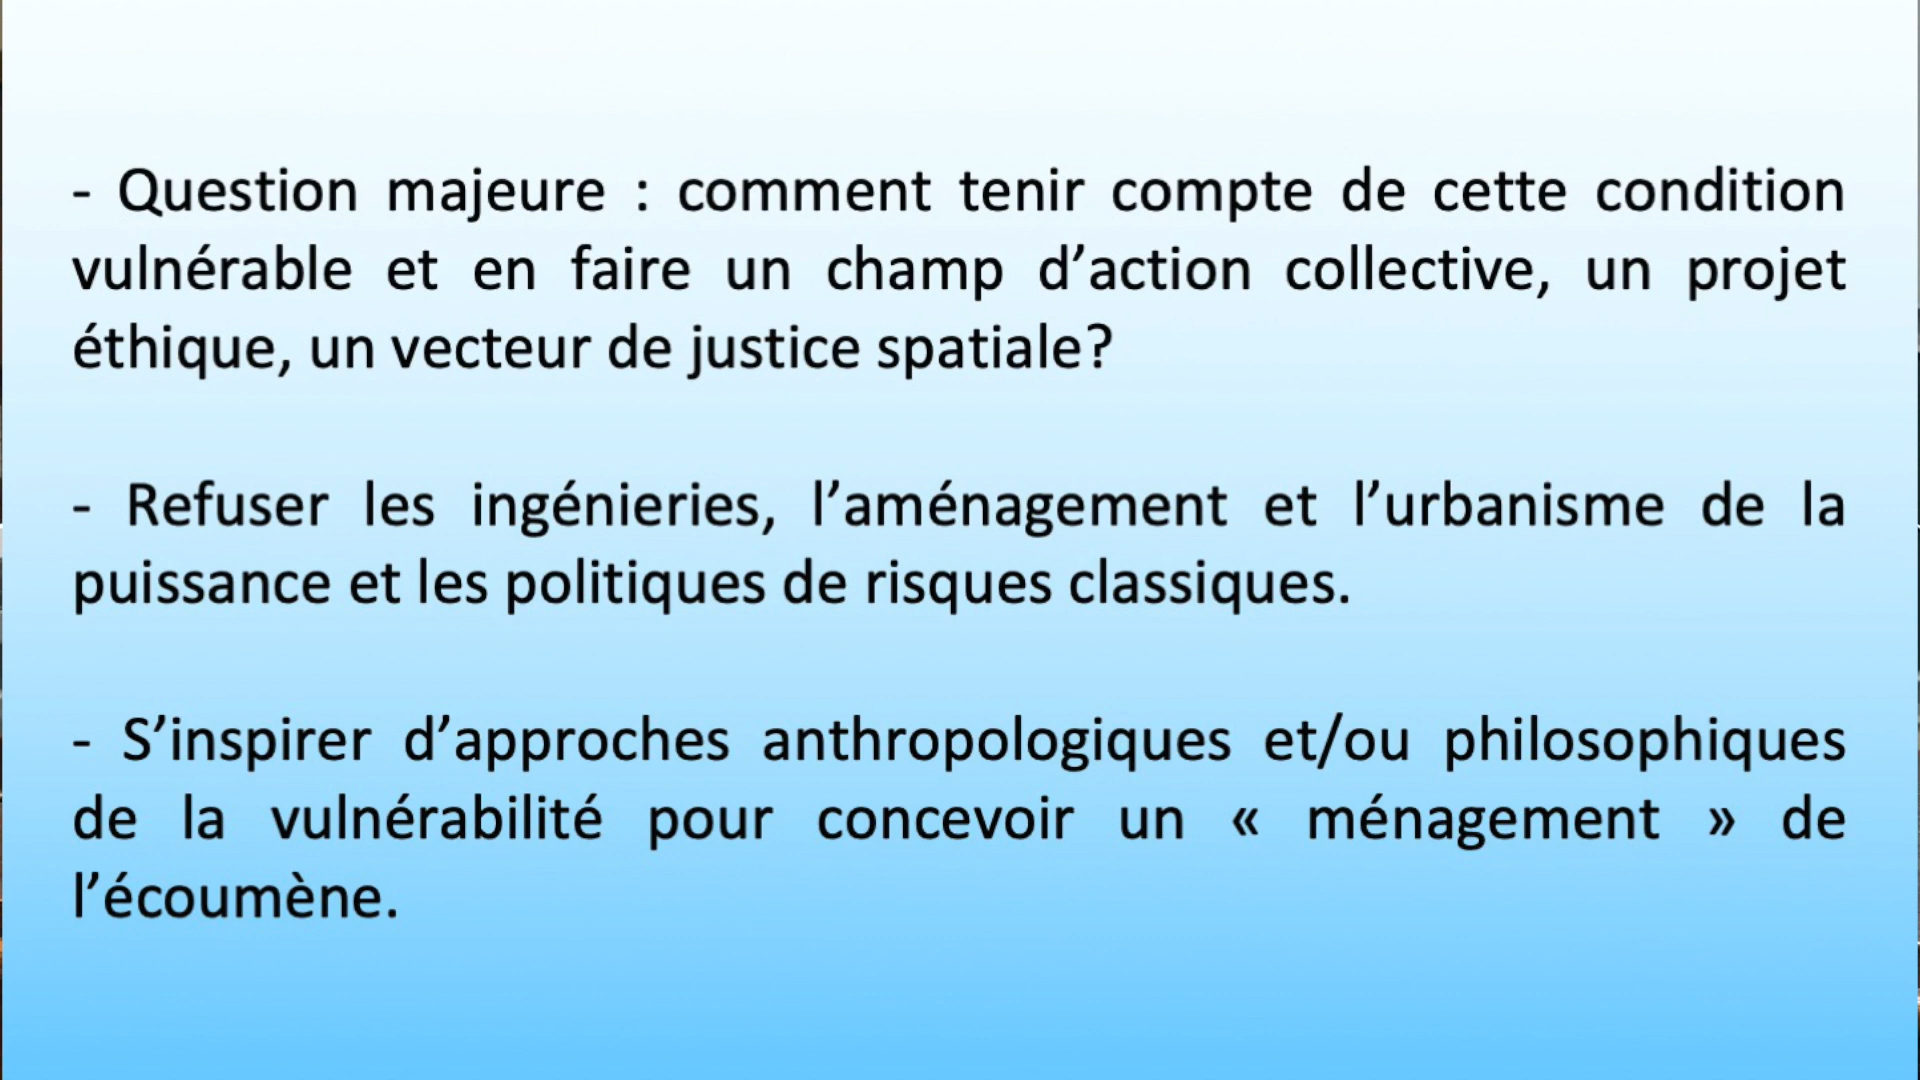 - Question majeure : comment tenir compte de cette condition
vulnérable et en faire un champ d’action collective, un projet
éthique, un vecteur de justice spatiale?
- Refuser les ingénieries, l’aménagement et l’urbanisme de la
puissance et les politiques de risques classiques.
- S’inspirer d’approches anthropologiques et/ou philosophiques
de la vulnérabilité pour concevoir un « ménagement » de
l’écoumène.